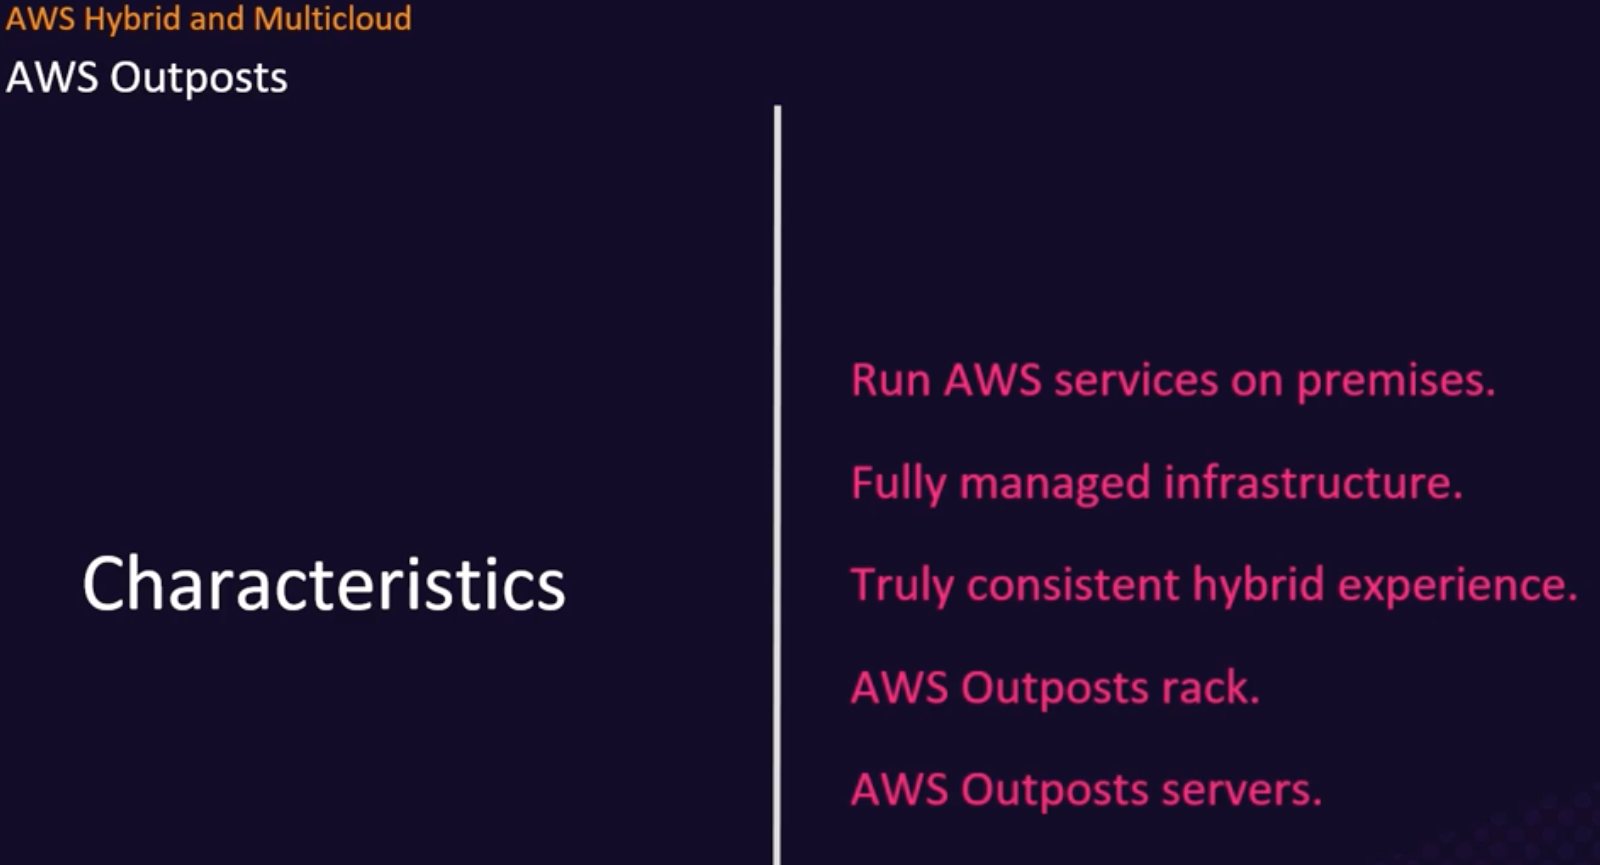 AWS Hybrid and Multicloud
AWS Outposts
Characteristics
Run AWS services on premises.
Fully managed infrastructure.
Truly consistent hybrid experience.
AWS Outposts rack.
AWS Outposts servers.